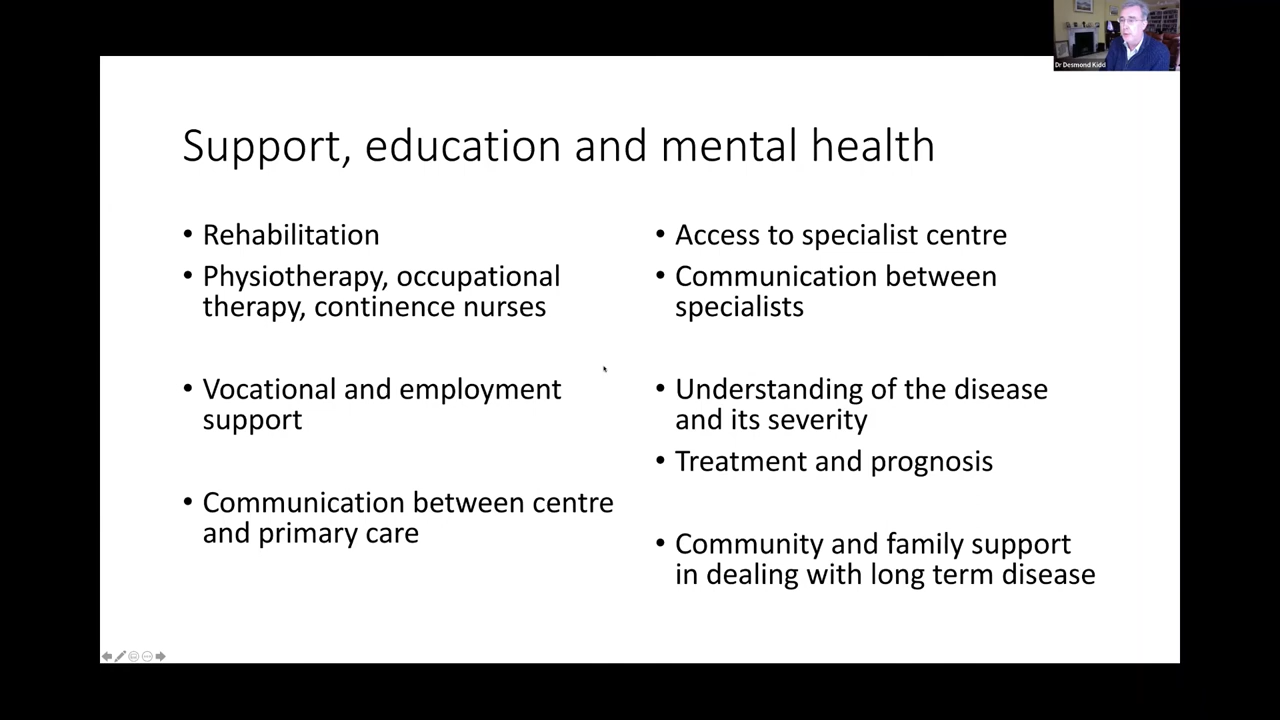 Dr Desmond Kidd
Support, education and mental health
• Rehabilitation
• Physiotherapy, occupational
therapy, continence nurses
• Vocational and employment
support
• Communication between centre
and primary care
• Access to specialist centre
• Communication between
specialists
• Understanding of the disease
and its severity
• Treatment and prognosis
• Community and family support
in dealing with long term disease